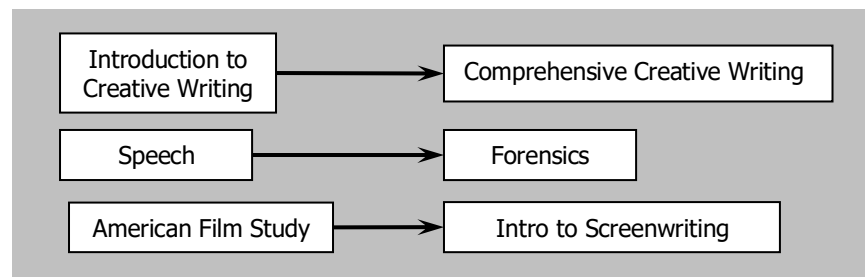 Introduction to
Creative Writing
Comprehensive Creative Writing
Speech
Forensics
American Film Study
Intro to Screenwriting